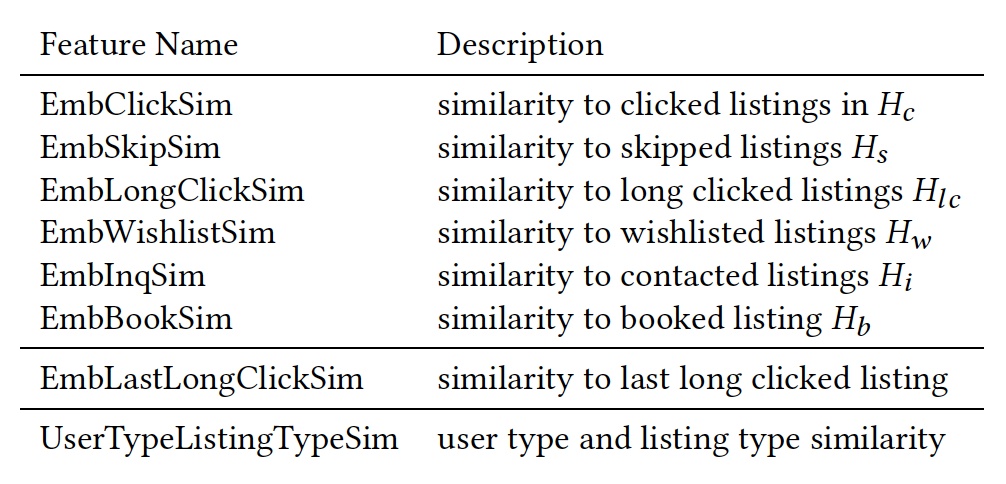 Feature Name Description
EmbClickSim similarity to clicked listings in H_c
EmbSkipSim similarity to skipped listings H_s
EmbLongClickSim similarity to long clicked listings H_lc
EmbWishlistSim similarity to wishlisted listings H_w
EmbInqSim similarity to contacted listings H_i
EmbBookSim similarity to booked listing H_b
EmbLastLongClickSim similarity to last long clicked listing
UserTypeListingTypeSim user type and listing type similarity